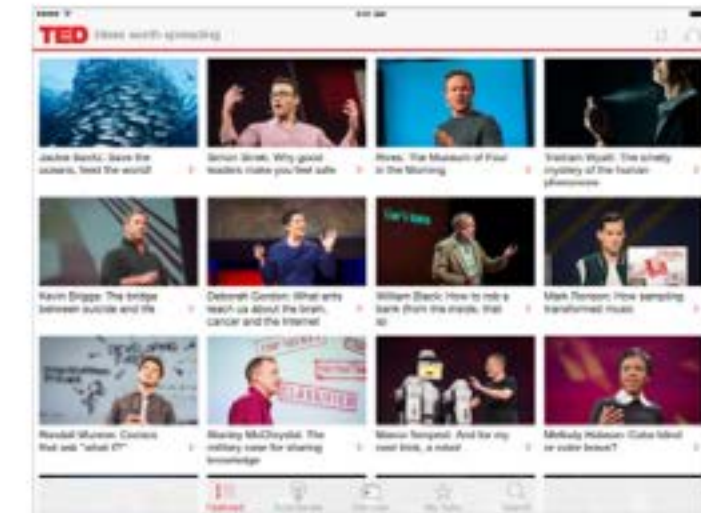 TED Ideas worth spreading
Jackie Savitz: Save the
oceans, feed the world!
Simon Sinek: Why good
leaders make you feel safe
Rives: The Museum of Four
in the Morning
Tristram Wyatt: The smelly
mystery of the human
pheromone
Kevin Briggs: The bridge
between suicide and life
Deborah Gordon: What ants
teach us about the brain,
cancer and the Internet
William Black: How to rob a
bank (from the inside, that
is)
Mark Ronson: How sampling
transformed music
Randall Munroe: Comics
that ask "what if?"
Stanley McChrystal: The
military case for sharing
knowledge
Marco Tempest: And for my
next trick, a robot
Mellody Hobson: Color blind
or color brave?
Featured
My Talks
Search